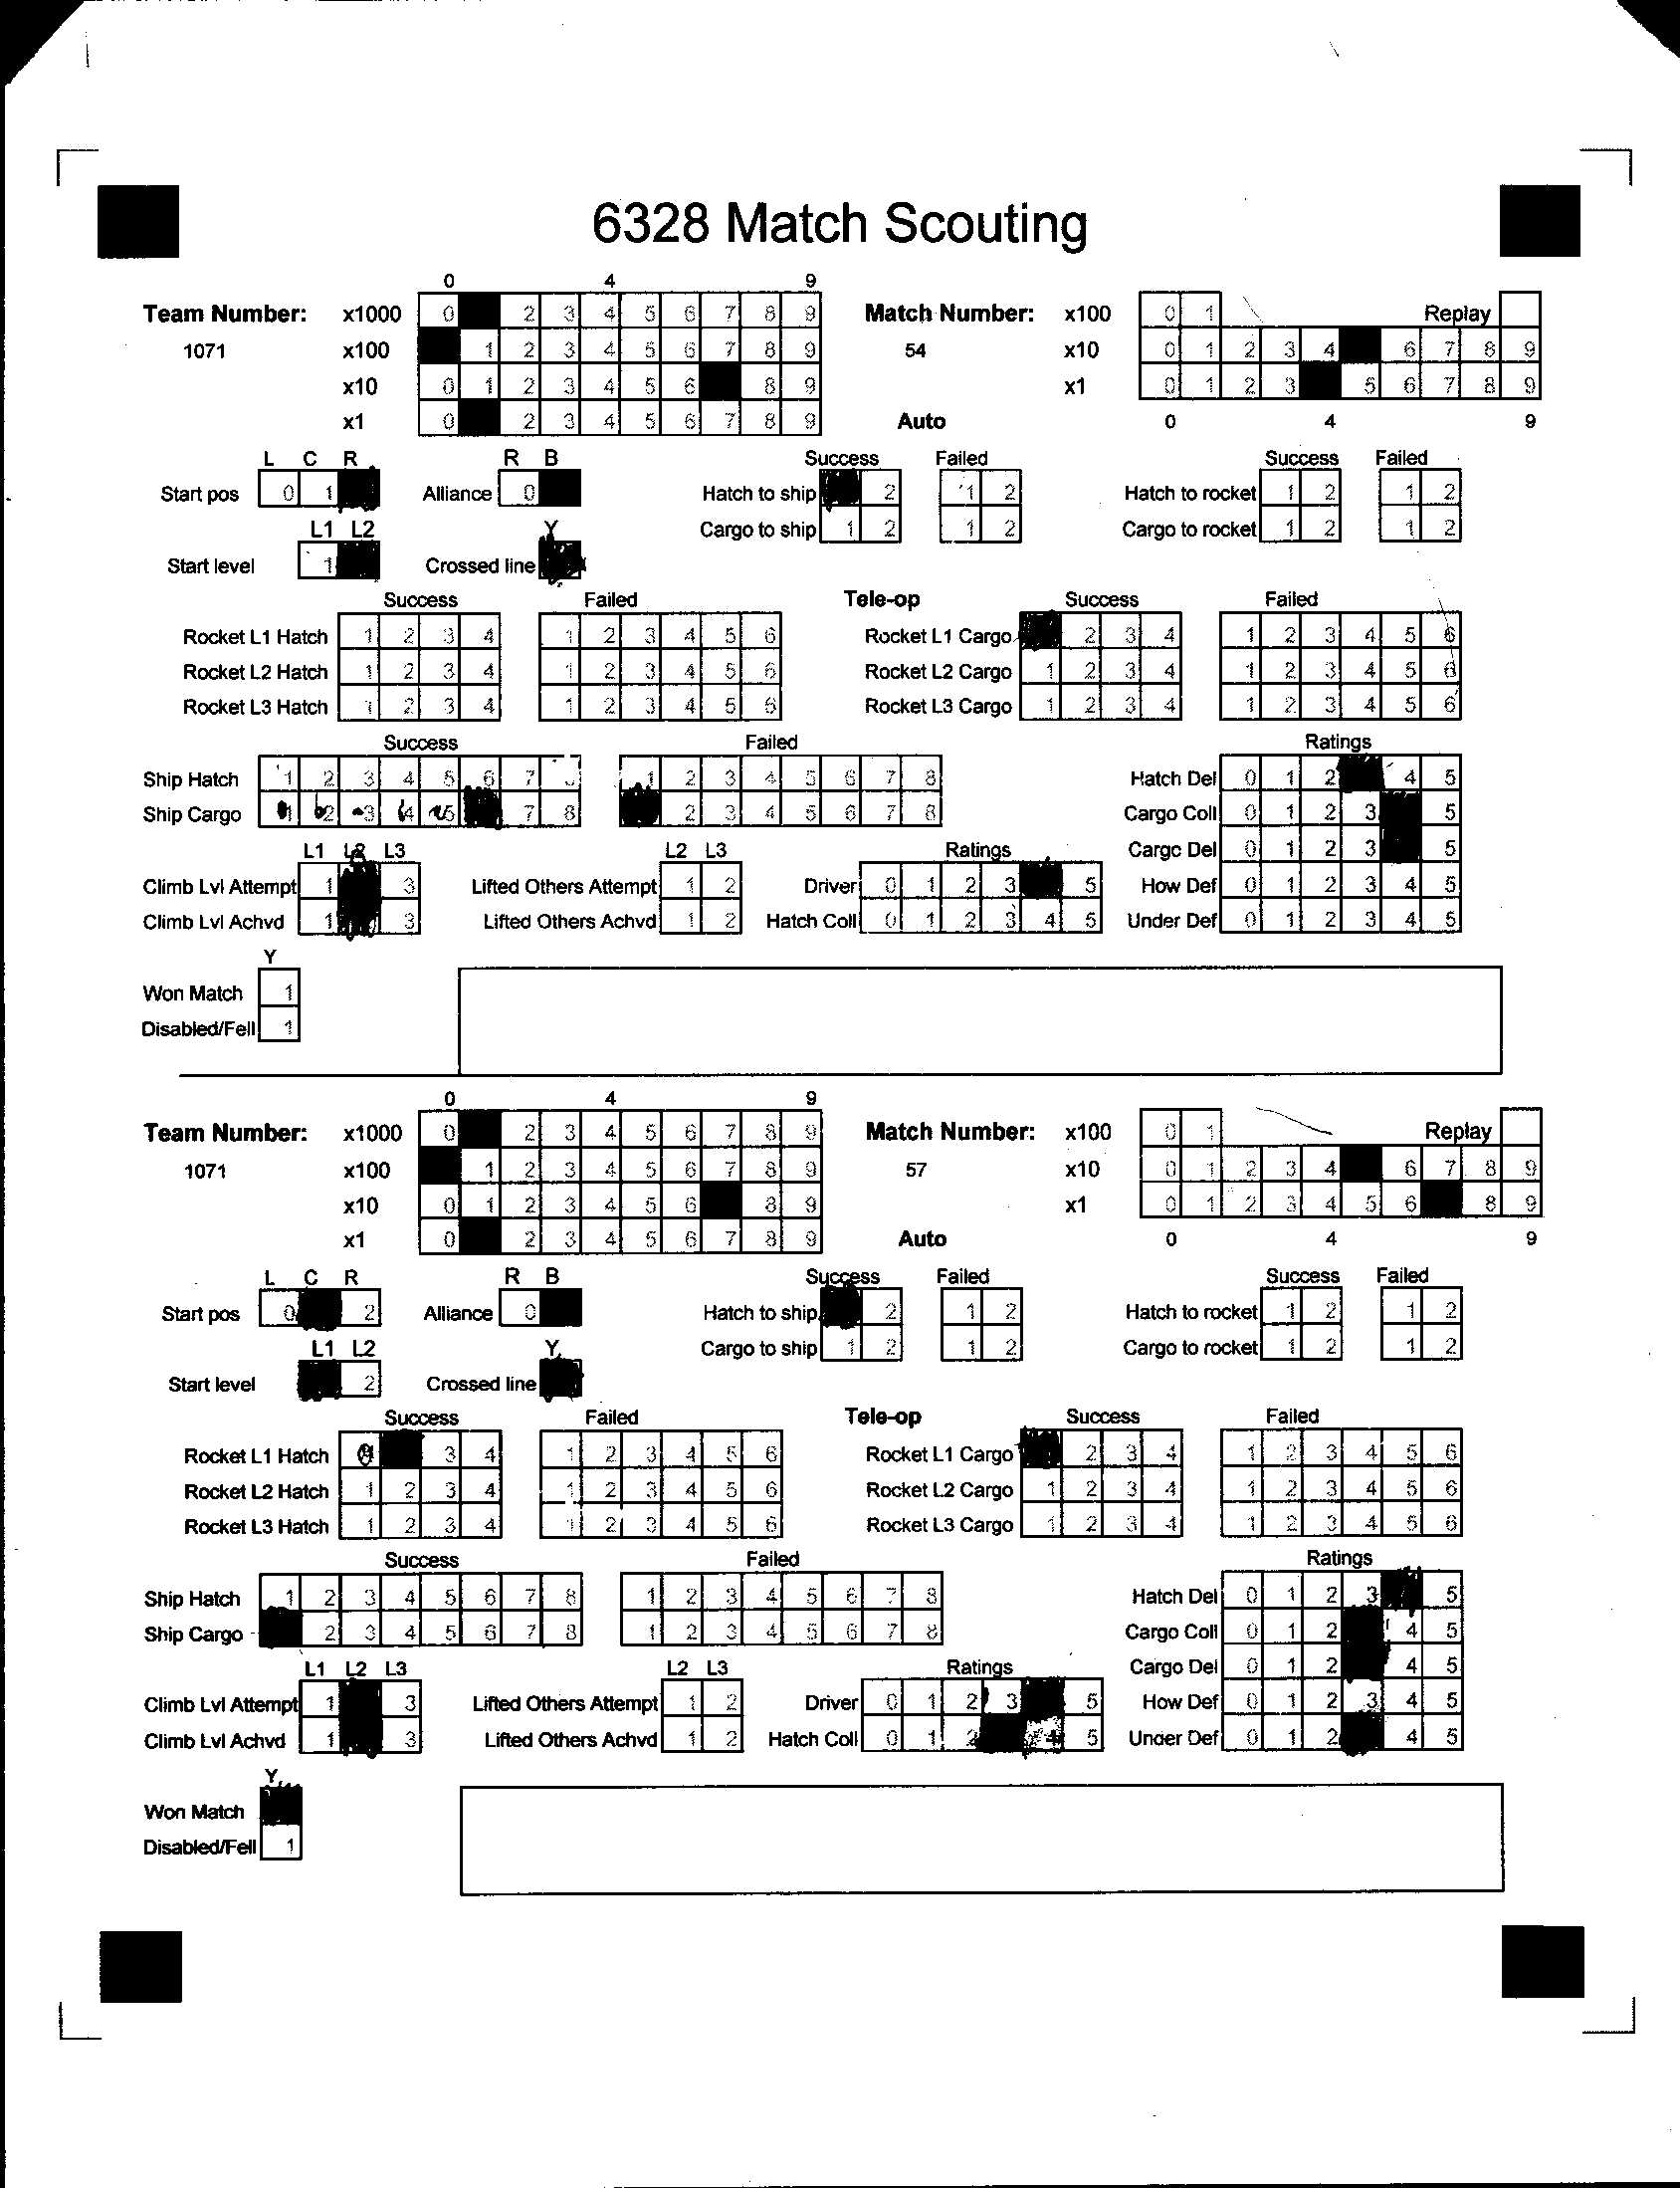 6328 Match Scouting
0 4 9
Team Number: x1000 0 2 3 4 5 6 7 8 9 Match Number: x100 0 1 Replay
1071 x100 1 2 3 4 5 6 7 8 9 54 x10 0 1 2 3 4 6 7 8 9
x10 0 1 2 3 4 5 6 8 9 x1 0 1 2 3 5 6 7 8 9
x1 0 2 3 4 5 6 7 8 9 Auto 0 4 9
L C R R B Success Failed Success Failed
Start pos 0 1 Alliance 0 Hatch to ship 2 1 2 Hatch to rocket 1 2 1 2
L1 L2 Y Cargo to ship 1 2 1 2 Cargo to rocket 1 2 1 2
Start level 1 Crossed line
Success Failed Tele-op Success Failed
Rocket L1 Hatch 1 2 3 4 1 2 3 4 5 6 Rocket L1 Cargo 2 3 4 1 2 3 4 5 6
Rocket L2 Hatch 1 2 3 4 1 2 3 4 5 6 Rocket L2 Cargo 1 2 3 4 1 2 3 4 5 6
Rocket L3 Hatch 1 2 3 4 1 2 3 4 5 6 Rocket L3 Cargo 1 2 3 4 1 2 3 4 5 6
Success Failed Ratings
Ship Hatch 1 2 3 4 5 6 7 1 2 3 4 5 6 7 8 Hatch Del 0 1 2 4 5
Ship Cargo 1 2 3 4 5 7 8 2 3 4 5 6 7 8 Cargo Coll 0 1 2 3 5
L1 L2 L3 L2 L3 Ratings Cargo Del 0 1 2 3 5
Climb Lvl Attempt 1 3 Lifted Others Attempt 1 2 Driver 0 1 2 3 5 How Def 0 1 2 3 4 5
Climb Lvl Achvd 1 3 Lifted Others Achvd 1 2 Hatch Coll 0 1 2 3 4 5 Under Def 0 1 2 3 4 5
Y
Won Match 1
Disabled/Fell 1
0 4 9
Team Number: x1000 0 2 3 4 5 6 7 8 9 Match Number: x100 0 1 Replay
1071 x100 1 2 3 4 5 6 7 8 9 57 x10 0 1 2 3 4 6 7 8 9
x10 0 1 2 3 4 5 6 8 9 x1 0 1 2 3 4 5 6 8 9
x1 0 2 3 4 5 6 7 8 9 Auto 0 4 9
L C R R B Success Failed Success Failed
Start pos 0 2 Alliance 0 Hatch to ship 2 1 2 Hatch to rocket 1 2 1 2
L1 L2 Y Cargo to ship 1 2 1 2 Cargo to rocket 1 2 1 2
Start level 2 Crossed line
Success Failed Tele-op Success Failed
Rocket L1 Hatch 3 4 1 2 3 4 5 6 Rocket L1 Cargo 2 3 4 1 2 3 4 5 6
Rocket L2 Hatch 1 2 3 4 1 2 3 4 5 6 Rocket L2 Cargo 1 2 3 4 1 2 3 4 5 6
Rocket L3 Hatch 1 2 3 4 1 2 3 4 5 6 Rocket L3 Cargo 1 2 3 4 1 2 3 4 5 6
Success Failed Ratings
Ship Hatch 1 2 3 4 5 6 7 8 1 2 3 4 5 6 7 8 Hatch Del 0 1 2 3 5
Ship Cargo 2 3 4 5 6 7 8 1 2 3 4 5 6 7 8 Cargo Coll 0 1 2 4 5
L1 L2 L3 L2 L3 Ratings Cargo Del 0 1 2 4 5
Climb Lvl Attempt 1 3 Lifted Others Attempt 1 2 Driver 0 1 2 3 5 How Def 0 1 2 3 4 5
Climb Lvl Achvd 1 3 Lifted Others Achvd 1 2 Hatch Coll 0 1 2 4 5 Under Def 0 1 2 4 5
Y
Won Match
Disabled/Fell 1